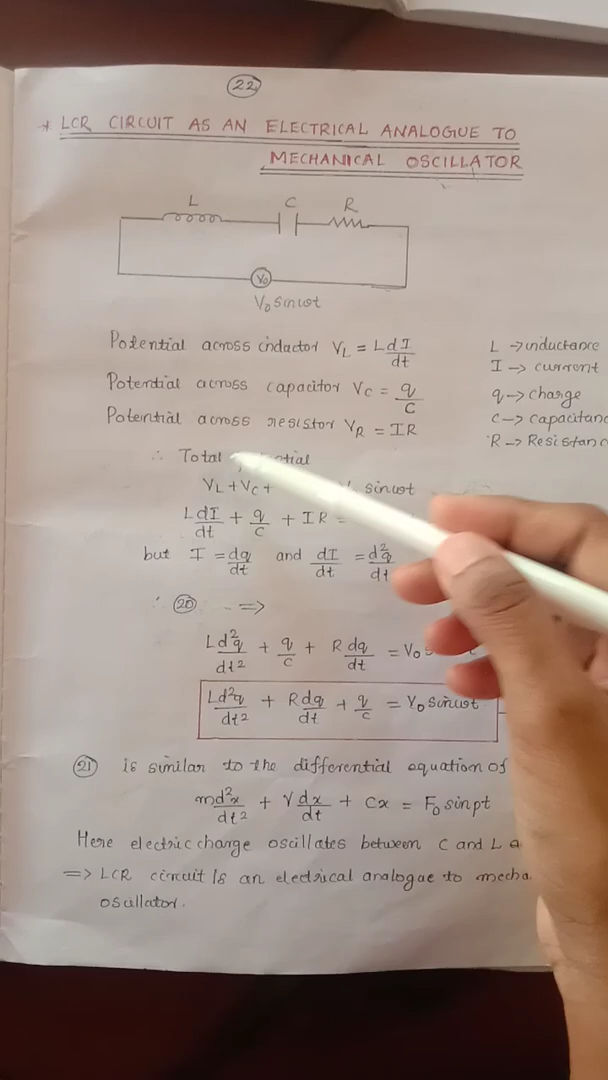 22
* LCR CIRCUIT AS AN ELECTRICAL ANALOGUE TO
MECHANICAL OSCILLATOR
L C R
V₀
V₀ sinωt
Potential across inductor V_L = L dI/dt
L → inductance
I → current
Potential across capacitor V_C = q/C
q → charge
C → capacitan
Potential across resistor V_R = IR
R → Resistanc
∴ Total
V_L + V_C + sinωt
L dI/dt + q/C + IR =
but I = dq/dt and dI/dt = d²q/dt
∴ 20 ⇒
L d²q/dt² + q/C + R dq/dt = V₀
L d²q/dt² + R dq/dt + q/C = V₀ sinωt
21 is similar to the differential equation of
m d²x/dt² + γ dx/dt + Cx = F₀ sinpt
Here electric charge oscillates between C and L
⇒ LCR circuit is an electrical analogue to mecha
oscillator.